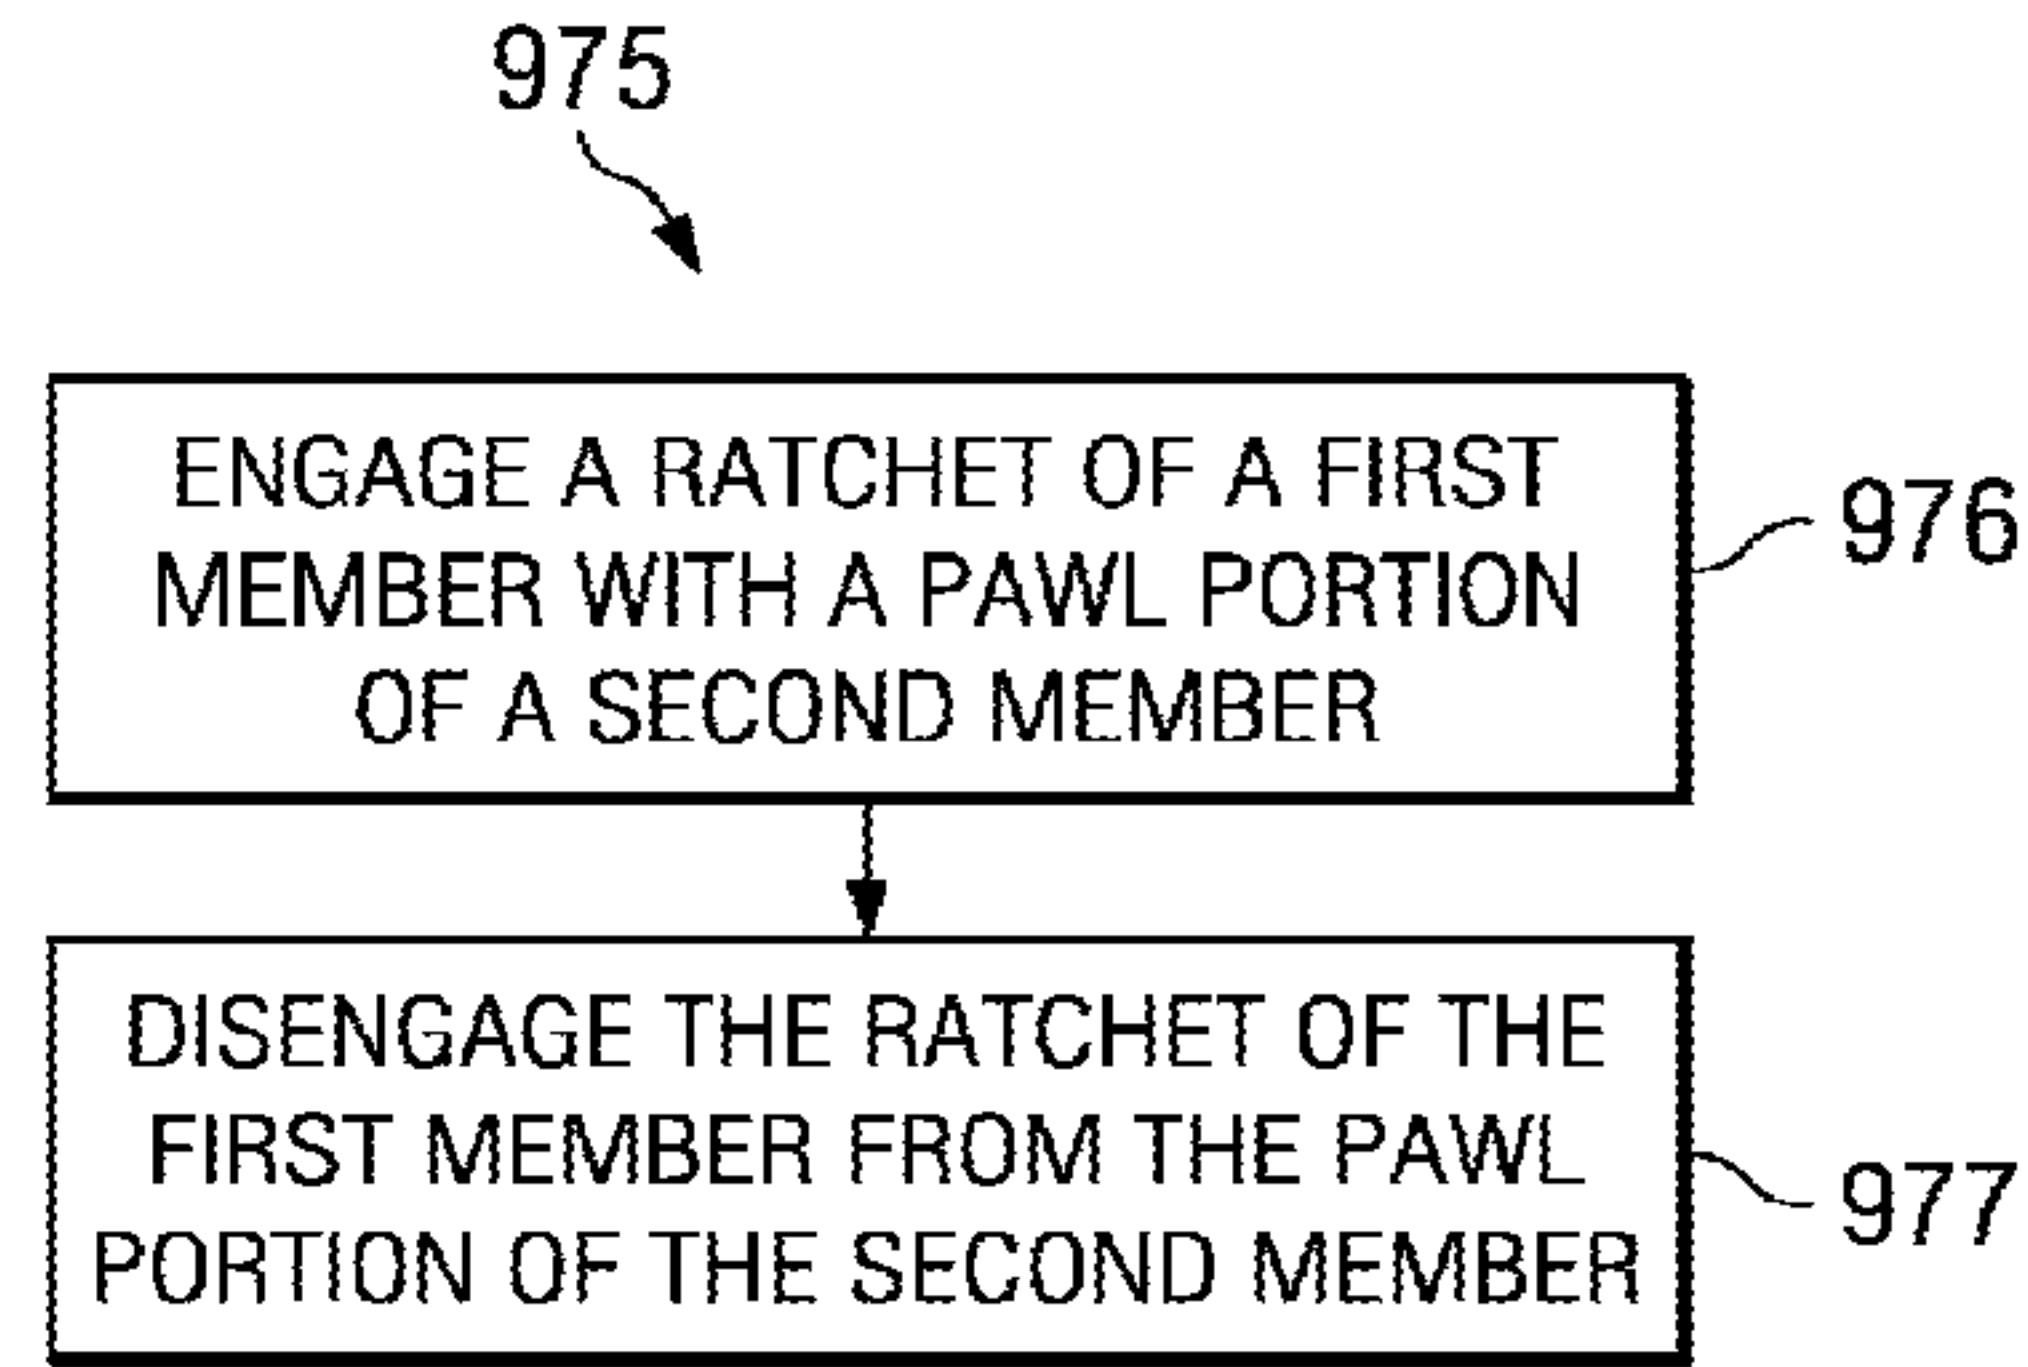 975
ENGAGE A RATCHET OF A FIRST
MEMBER WITH A PAWL PORTION
OF A SECOND MEMBER
976
DISENGAGE THE RATCHET OF THE
FIRST MEMBER FROM THE PAWL
PORTION OF THE SECOND MEMBER
977